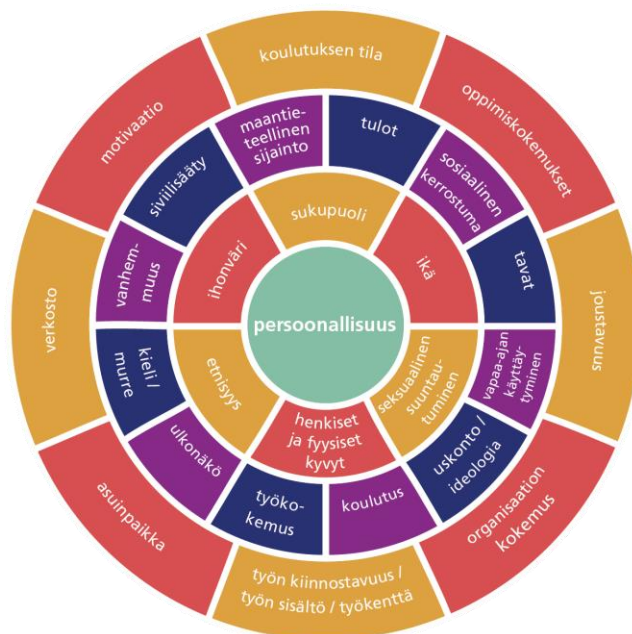 koulutuksen tila
oppimiskokemukset
joustavuus
organisaation
kokemus
työn kiinnostavuus /
työn sisältö / työkenttä
asuinpaikka
verkosto
motivaatio
maantie-
teellinen
sijainto
tulot
sosiaalinen
kerrostuma
tavat
vapaa-ajan
käyttäy-
tyminen
uskonto /
ideologia
koulutus
työko-
kemus
ulkonäkö
kieli /
murre
vanhem-
muus
siviilisääty
sukupuoli
ikä
seksuaalinen
suuntau-
tuminen
henkiset
ja fyysiset
kyvyt
etnisyys
ihonväri
persoonallisuus